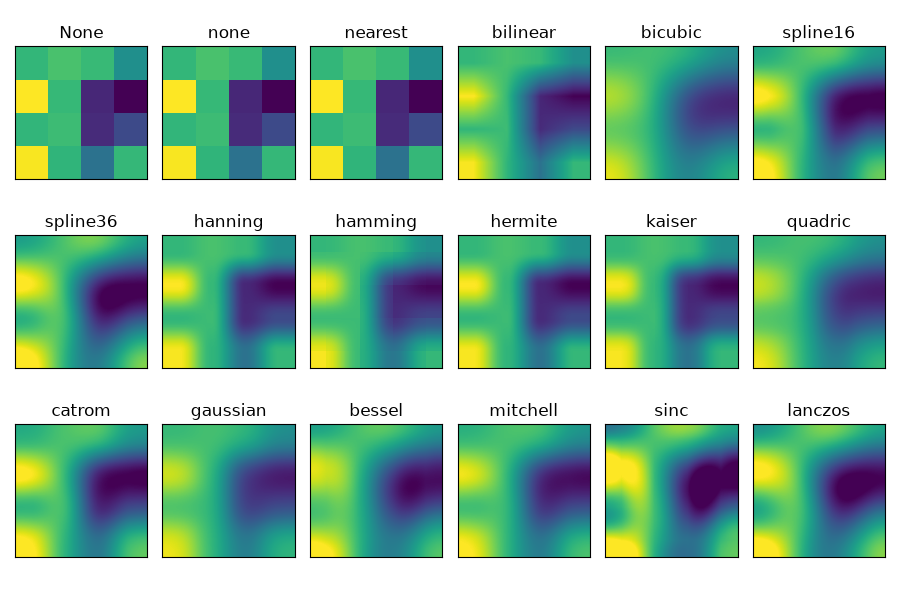 None none nearest bilinear bicubic spline16
spline36 hanning hamming hermite kaiser quadric
catrom gaussian bessel mitchell sinc lanczos